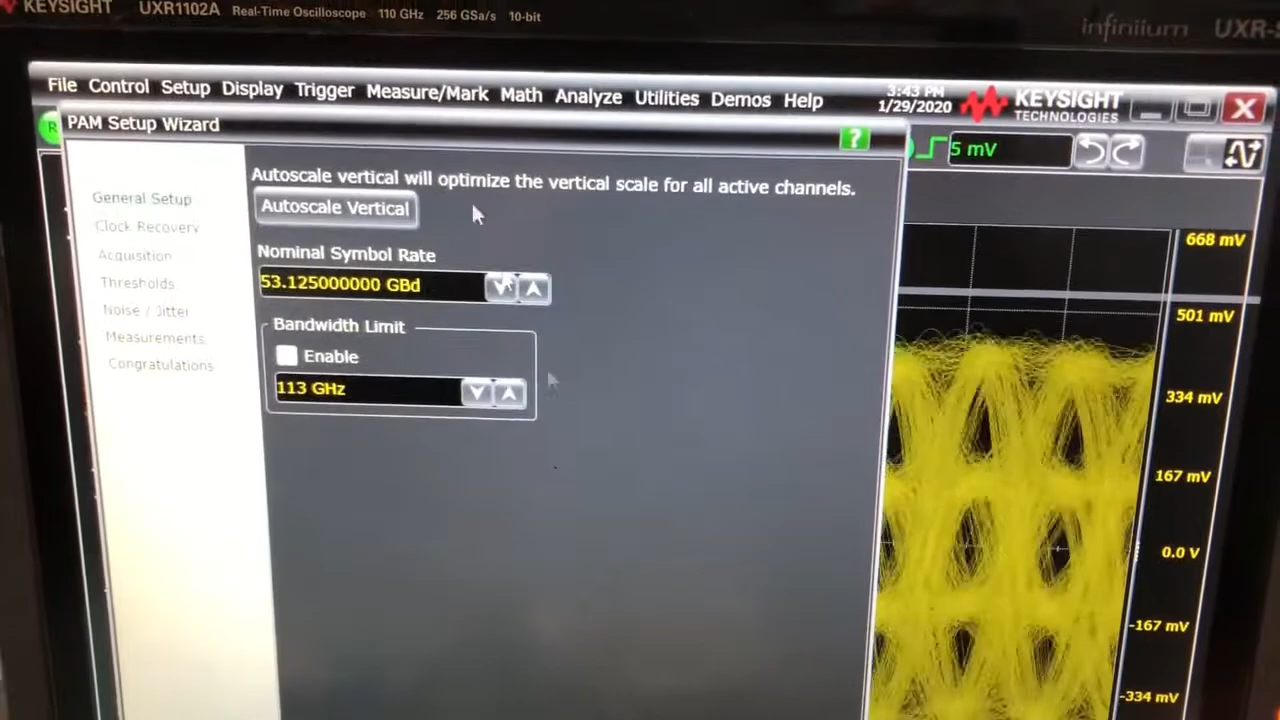 KEYSIGHT UXR1102A Real-Time Oscilloscope 110 GHz 256 GSa/s 10-bit
infiniium UXR-
File Control Setup Display Trigger Measure/Mark Math Analyze Utilities Demos Help
3:43 PM
1/29/2020
KEYSIGHT
TECHNOLOGIES
X
PAM Setup Wizard
?
5 mV
General Setup
Clock Recovery
Acquisition
Thresholds
Noise / Jitter
Measurements
Congratulations
Autoscale vertical will optimize the vertical scale for all active channels.
Autoscale Vertical
Nominal Symbol Rate
53.125000000 GBd
Bandwidth Limit
Enable
113 GHz
668 mV
501 mV
334 mV
167 mV
0.0 V
-167 mV
-334 mV